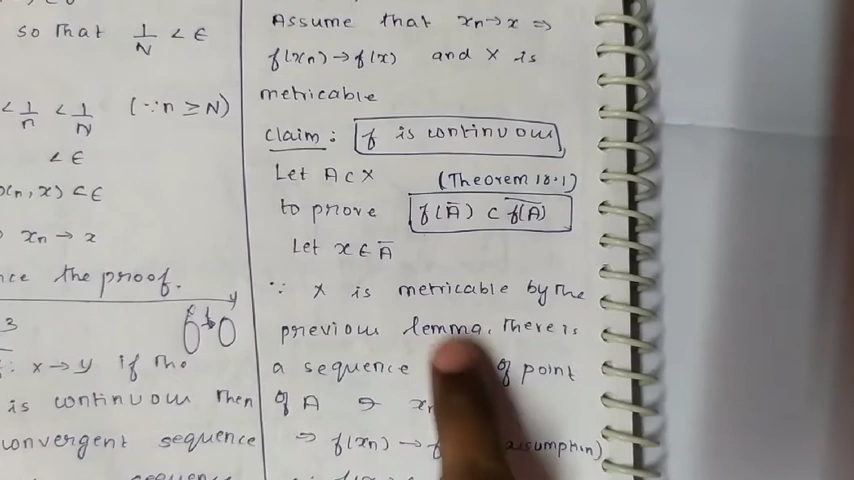 so that 1/N < ε
< 1/n < 1/N (∵ n ≥ N)
< ε
(n, x) < ε
xn → x
the proof.
3
: X → Y if the
is continuous then
convergent sequence
Assume that xn → x ⇒
f(xn) → f(x) and X is
metricable
claim: f is continuous
Let A ⊂ X (Theorem 18.1)
to prove f(Ā) ⊂ \overline{f(A)}
Let x ∈ Ā
∵ X is metricable by the
previous lemma, there is
a sequence of point
of A ∋ xn
⇒ f(xn) → f